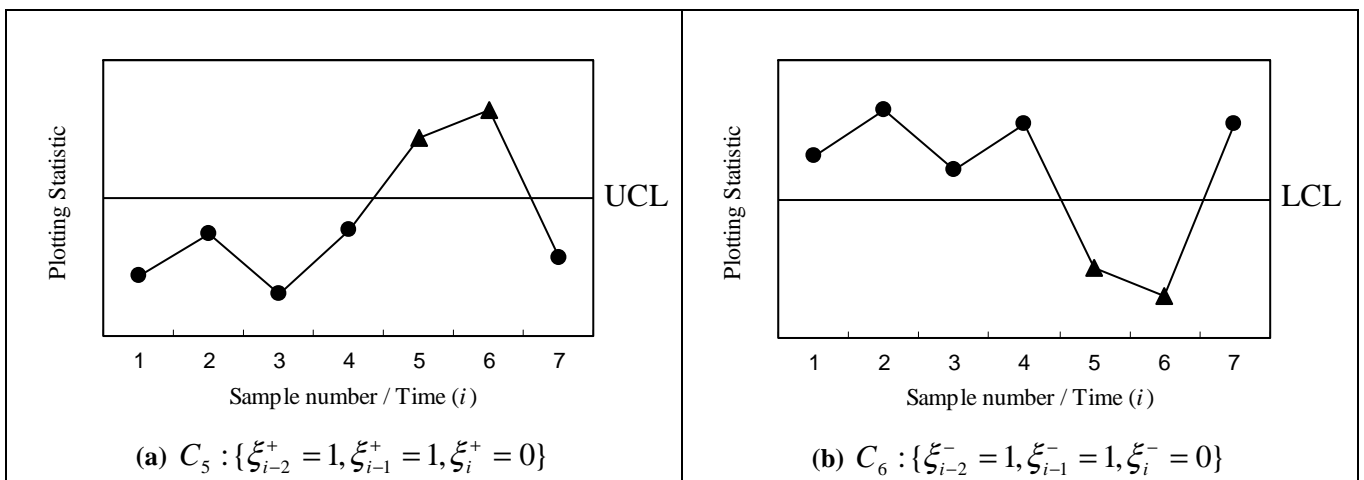 Plotting Statistic
UCL
1 2 3 4 5 6 7
Sample number / Time (i)
(a) C₅ : {ξ⁺ᵢ₋₂ = 1, ξ⁺ᵢ₋₁ = 1, ξ⁺ᵢ = 0}
Plotting Statistic
LCL
1 2 3 4 5 6 7
Sample number / Time (i)
(b) C₆ : {ξ⁻ᵢ₋₂ = 1, ξ⁻ᵢ₋₁ = 1, ξ⁻ᵢ = 0}